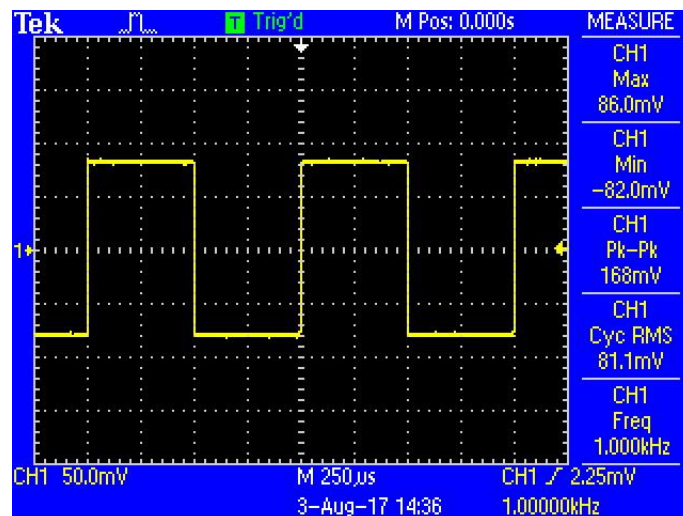 Tek T Trig'd M Pos: 0.000s MEASURE
CH1
Max
86.0mV
CH1
Min
−82.0mV
CH1
Pk−Pk
168mV
CH1
Cyc RMS
81.1mV
CH1
Freq
1.000kHz
1
CH1 50.0mV M 250µs CH1 2.25mV
3−Aug−17 14:36 1.00000kHz